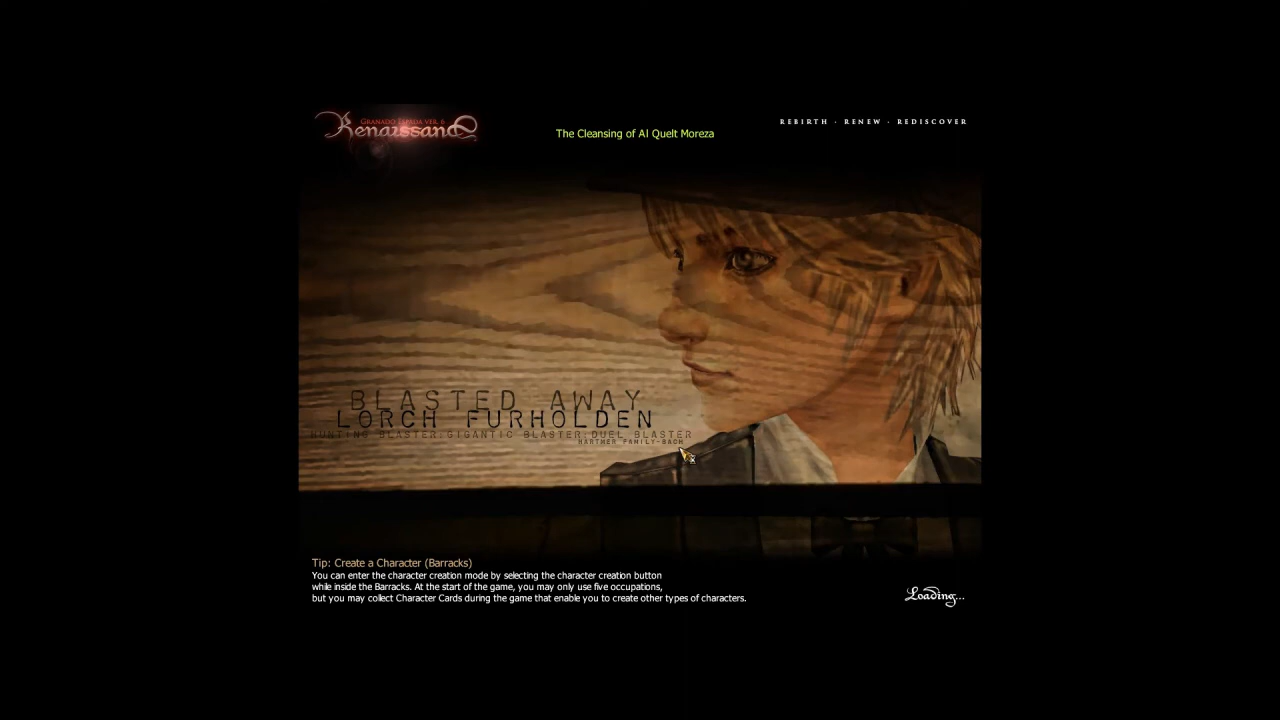 GRANADO ESPADA VER. 6
Renaissance
The Cleansing of Al Quelt Moreza
REBIRTH · RENEW · REDISCOVER
BLASTED AWAY
LORCH FURHOLDEN
HUNTING BLASTER:GIGANTIC BLASTER:DUEL BLASTER
HARTNER FAMILY-BACH
Tip: Create a Character (Barracks)
You can enter the character creation mode by selecting the character creation button
while inside the Barracks. At the start of the game, you may only use five occupations,
but you may collect Character Cards during the game that enable you to create other types of characters.
Loading...